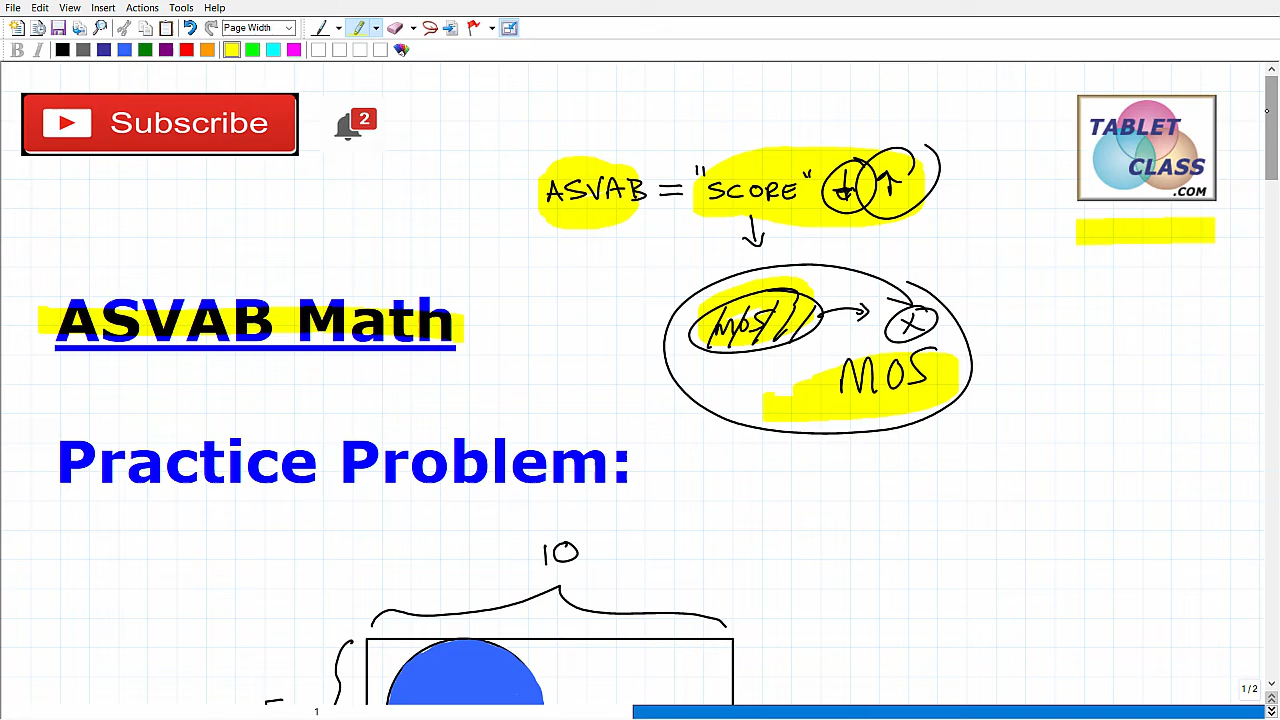 File Edit View Insert Actions Tools Help
Page Width
B I
Subscribe
2
TABLET
CLASS
.COM
ASVAB = "SCORE"
MOS
MOS
ASVAB Math
Practice Problem:
10
1
1/2